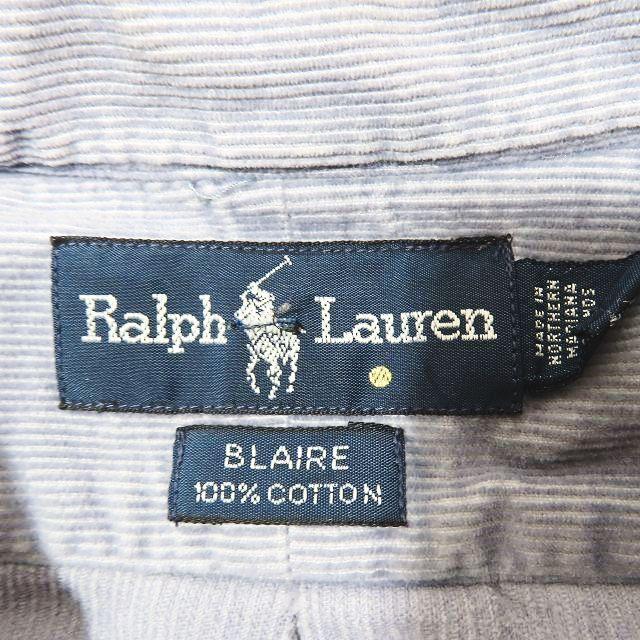 Ralph Lauren
BLAIRE
100% COTTON
MADE IN
NORTHERN
MARIANA